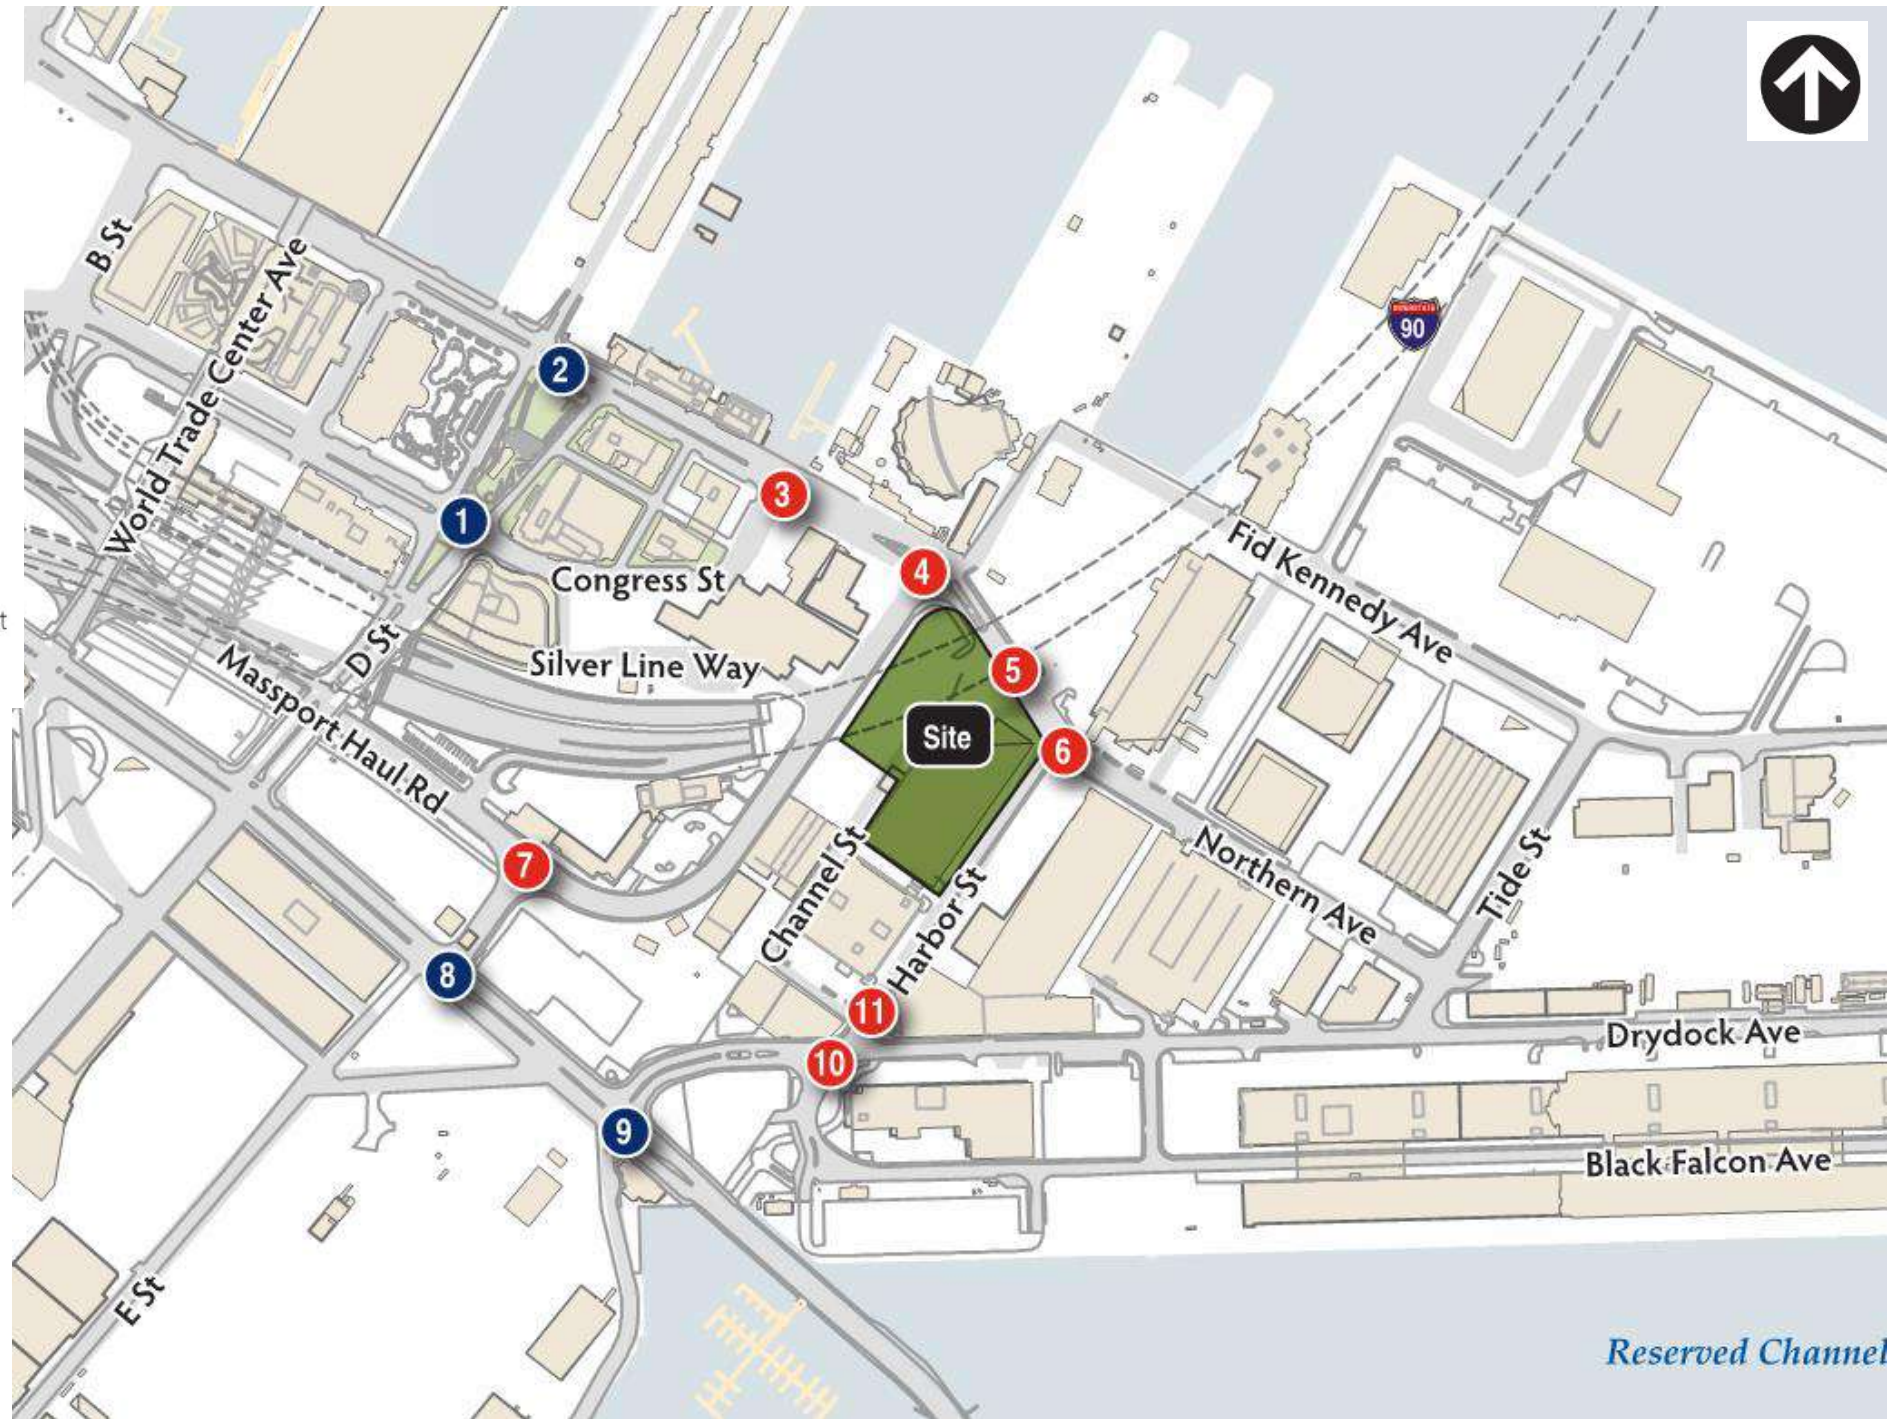 B St
World Trade Center Ave
2
90
1
3
4
Congress St
Fid Kennedy Ave
t
D St
Silver Line Way
Massport Haul Rd
5
Site
6
7
Channel St
Harbor St
Northern Ave
Tide St
8
11
10
Drydock Ave
9
Black Falcon Ave
E St
Reserved Channel